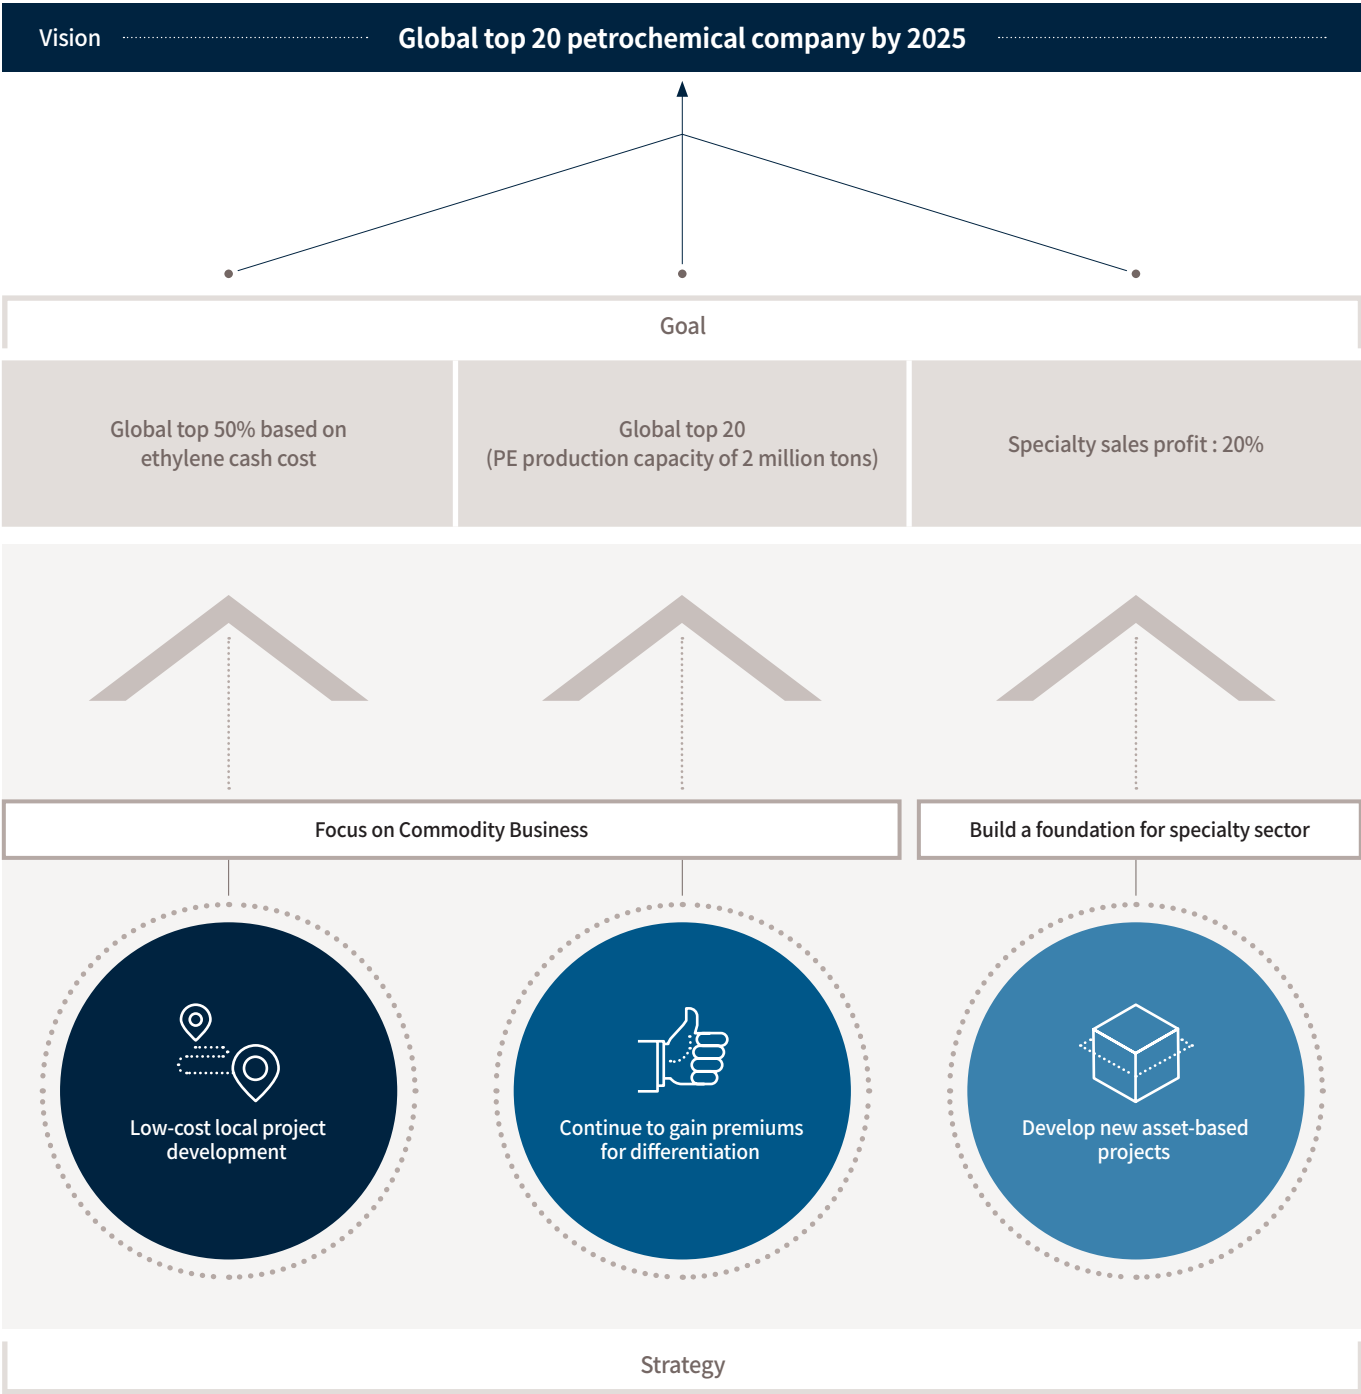 Vision
Global top 20 petrochemical company by 2025
Goal
Global top 50% based on
ethylene cash cost
Global top 20
(PE production capacity of 2 million tons)
Specialty sales profit : 20%
Focus on Commodity Business
Build a foundation for specialty sector
Low-cost local project
development
Continue to gain premiums
for differentiation
Develop new asset-based
projects
Strategy